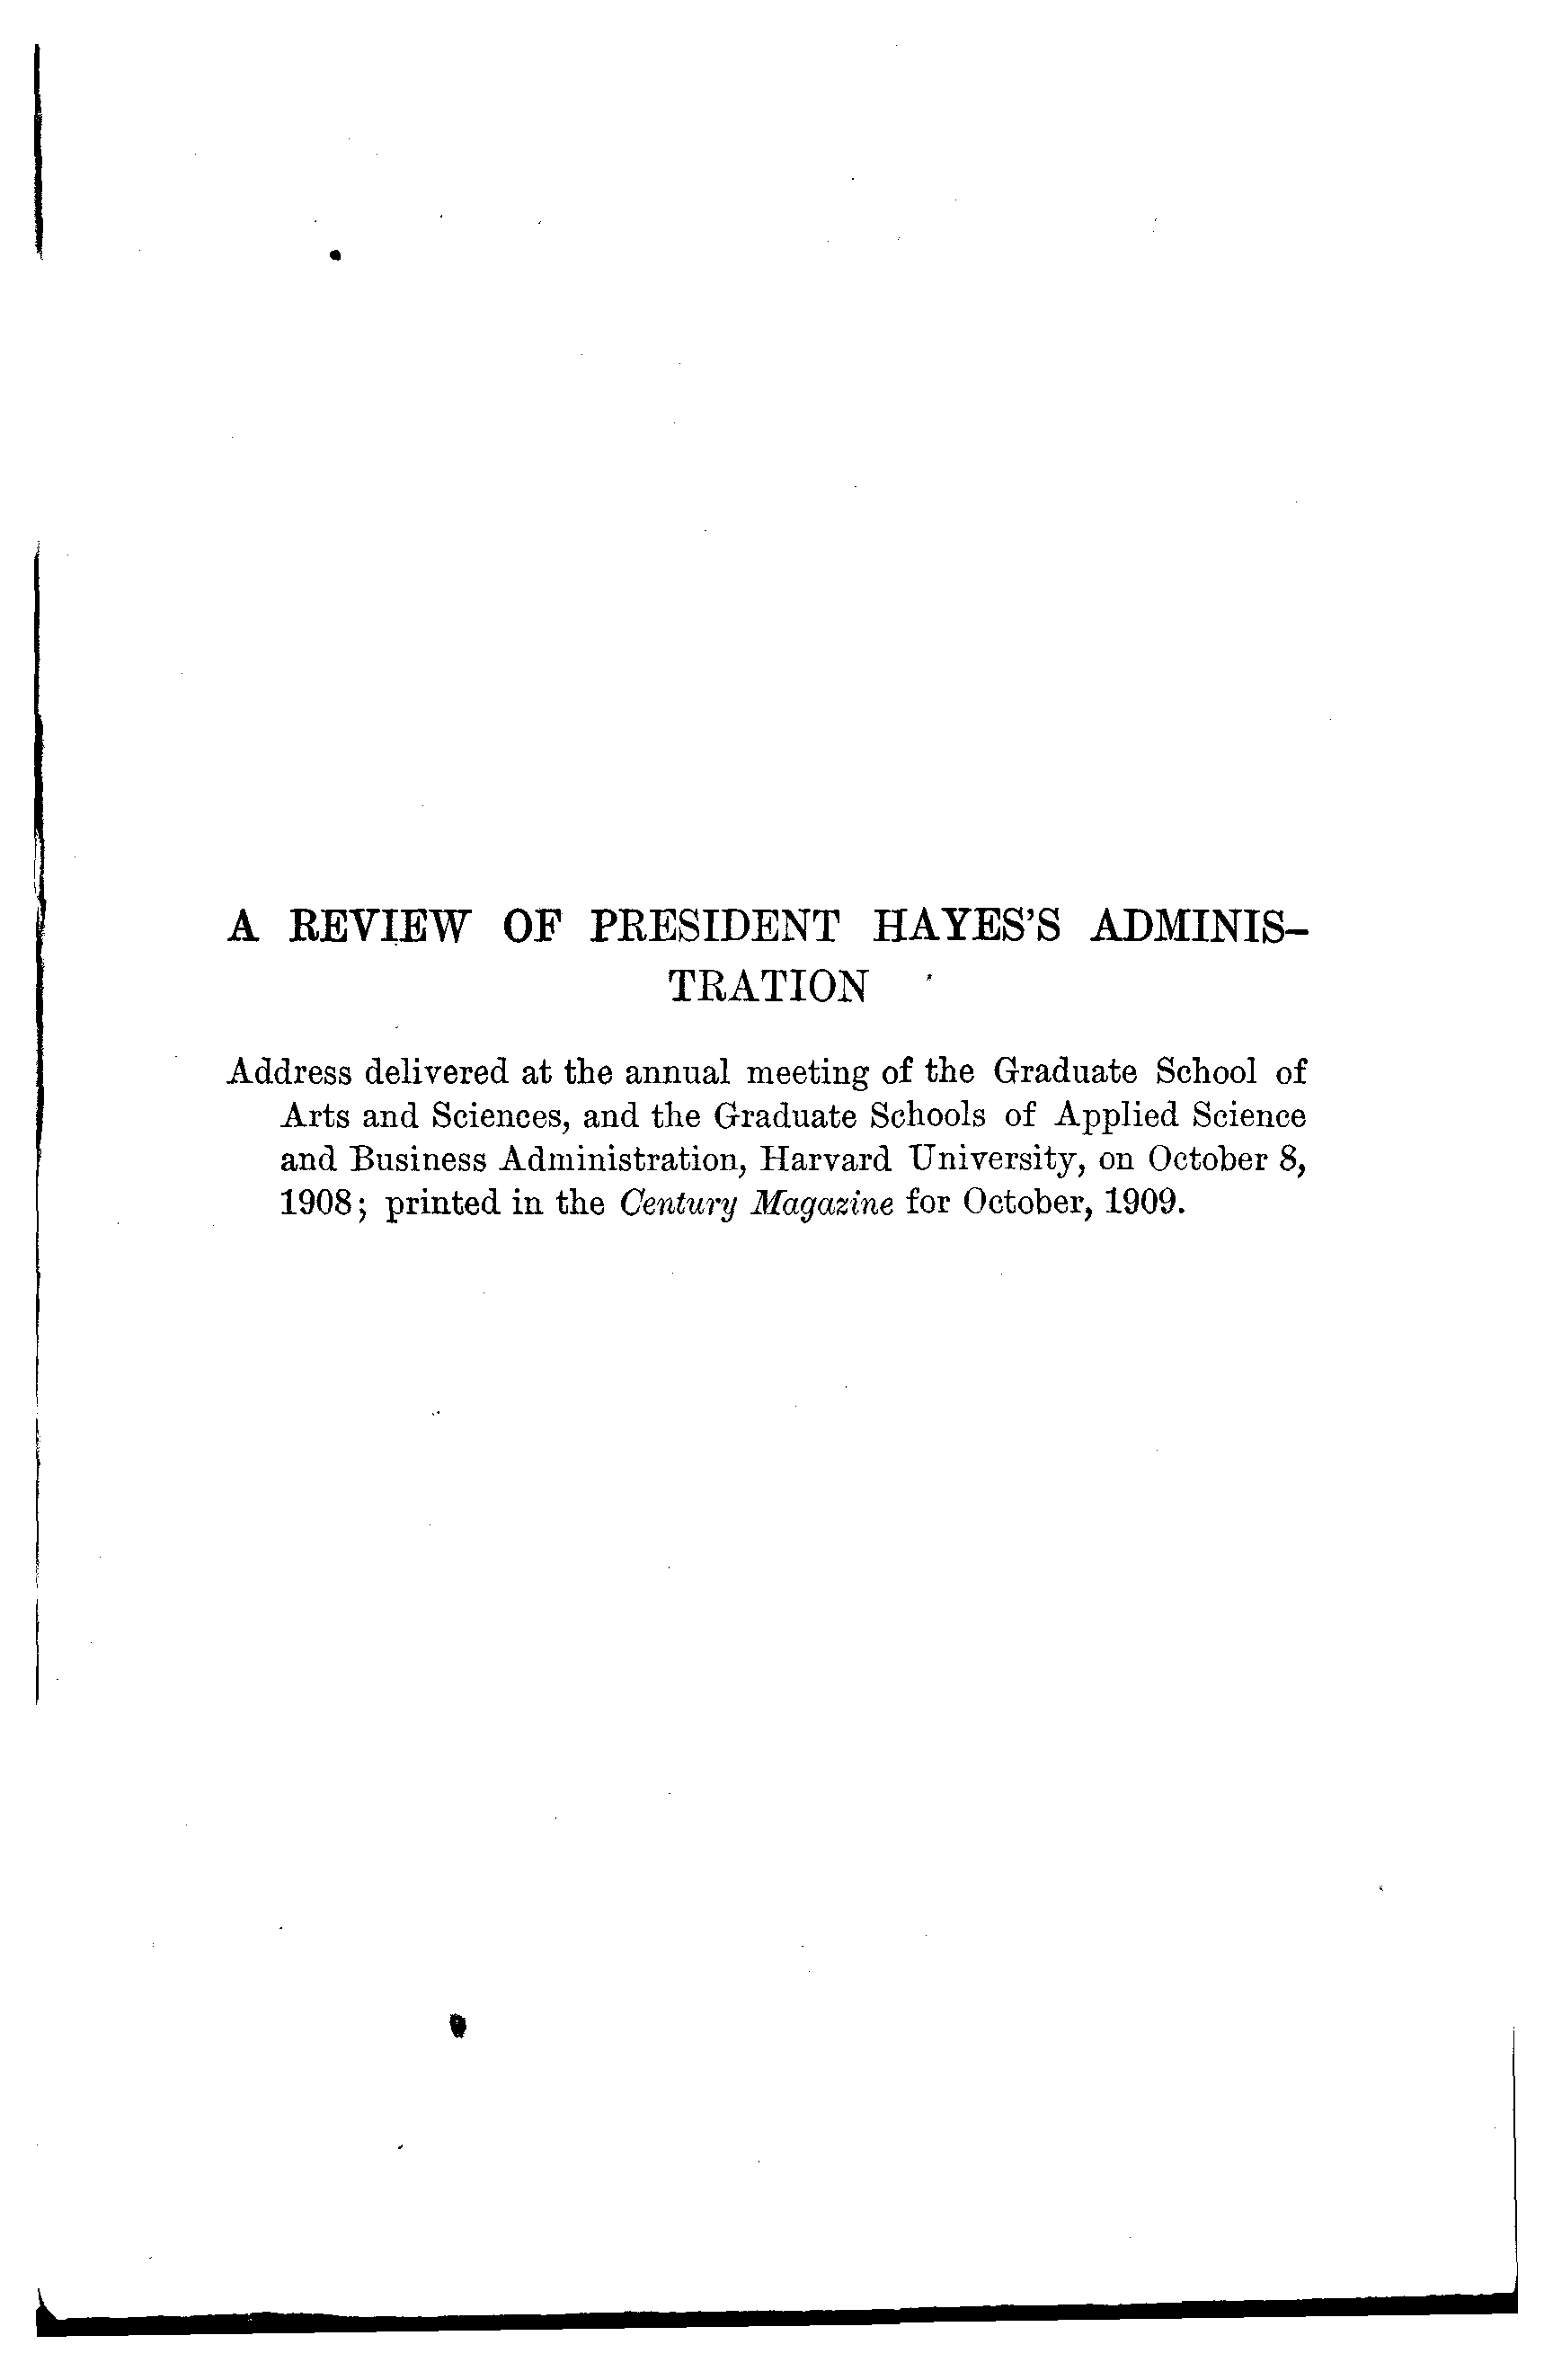 A REVIEW OF PRESIDENT HAYES'S ADMINIS-
TRATION
Address delivered at the annual meeting of the Graduate School of
Arts and Sciences, and the Graduate Schools of Applied Science
and Business Administration, Harvard University, on October 8,
1908; printed in the Century Magazine for October, 1909.